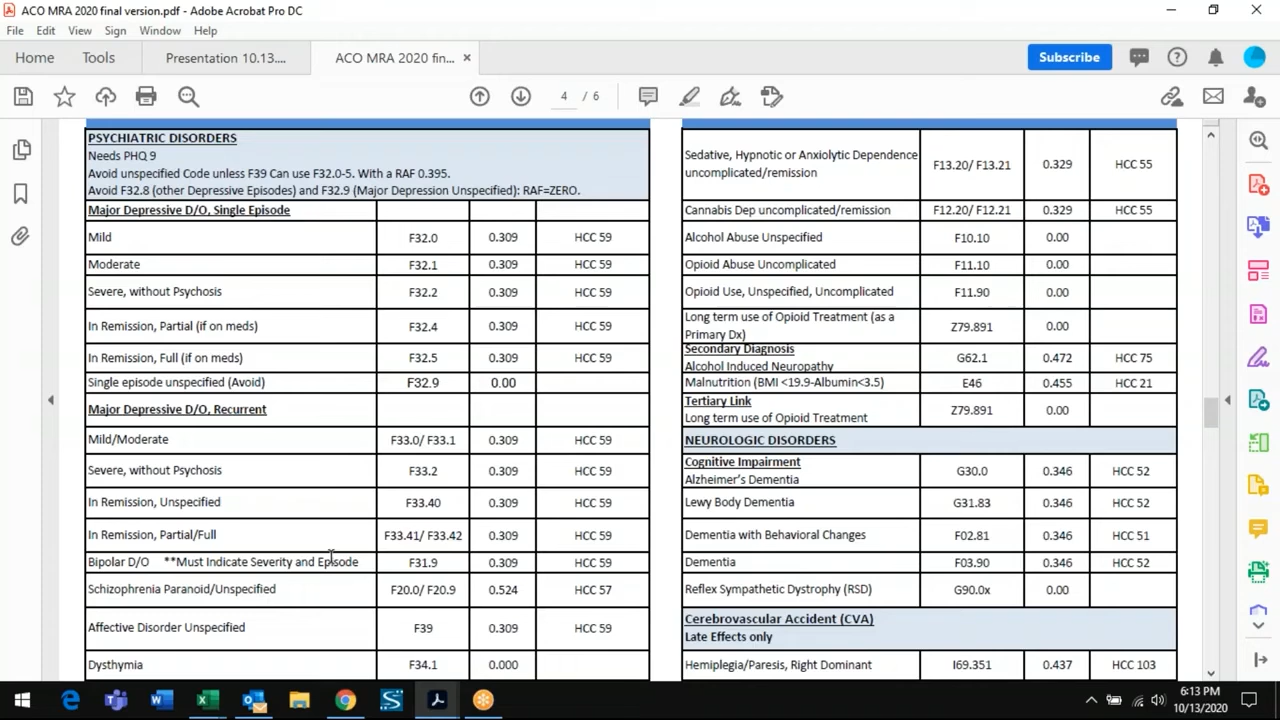 ACO MRA 2020 final version.pdf - Adobe Acrobat Pro DC
File Edit View Sign Window Help
Home Tools Presentation 10.13.... ACO MRA 2020 fin... × Subscribe
4 / 6
PSYCHIATRIC DISORDERS
Needs PHQ 9
Avoid unspecified Code unless F39 Can use F32.0-5. With a RAF 0.395.
Avoid F32.8 (other Depressive Episodes) and F32.9 (Major Depression Unspecified): RAF=ZERO.
Major Depressive D/O, Single Episode
Mild F32.0 0.309 HCC 59
Moderate F32.1 0.309 HCC 59
Severe, without Psychosis F32.2 0.309 HCC 59
In Remission, Partial (if on meds) F32.4 0.309 HCC 59
In Remission, Full (if on meds) F32.5 0.309 HCC 59
Single episode unspecified (Avoid) F32.9 0.00
Major Depressive D/O, Recurrent
Mild/Moderate F33.0/ F33.1 0.309 HCC 59
Severe, without Psychosis F33.2 0.309 HCC 59
In Remission, Unspecified F33.40 0.309 HCC 59
In Remission, Partial/Full F33.41/ F33.42 0.309 HCC 59
Bipolar D/O **Must Indicate Severity and Episode F31.9 0.309 HCC 59
Schizophrenia Paranoid/Unspecified F20.0/ F20.9 0.524 HCC 57
Affective Disorder Unspecified F39 0.309 HCC 59
Dysthymia F34.1 0.000
Sedative, Hypnotic or Anxiolytic Dependence
uncomplicated/remission F13.20/ F13.21 0.329 HCC 55
Cannabis Dep uncomplicated/remission F12.20/ F12.21 0.329 HCC 55
Alcohol Abuse Unspecified F10.10 0.00
Opioid Abuse Uncomplicated F11.10 0.00
Opioid Use, Unspecified, Uncomplicated F11.90 0.00
Long term use of Opioid Treatment (as a
Primary Dx) Z79.891 0.00
Secondary Diagnosis
Alcohol Induced Neuropathy G62.1 0.472 HCC 75
Malnutrition (BMI <19.9-Albumin<3.5) E46 0.455 HCC 21
Tertiary Link
Long term use of Opioid Treatment Z79.891 0.00
NEUROLOGIC DISORDERS
Cognitive Impairment
Alzheimer's Dementia G30.0 0.346 HCC 52
Lewy Body Dementia G31.83 0.346 HCC 52
Dementia with Behavioral Changes F02.81 0.346 HCC 51
Dementia F03.90 0.346 HCC 52
Reflex Sympathetic Dystrophy (RSD) G90.0x 0.00
Cerebrovascular Accident (CVA)
Late Effects only
Hemiplegia/Paresis, Right Dominant I69.351 0.437 HCC 103
6:13 PM
10/13/2020